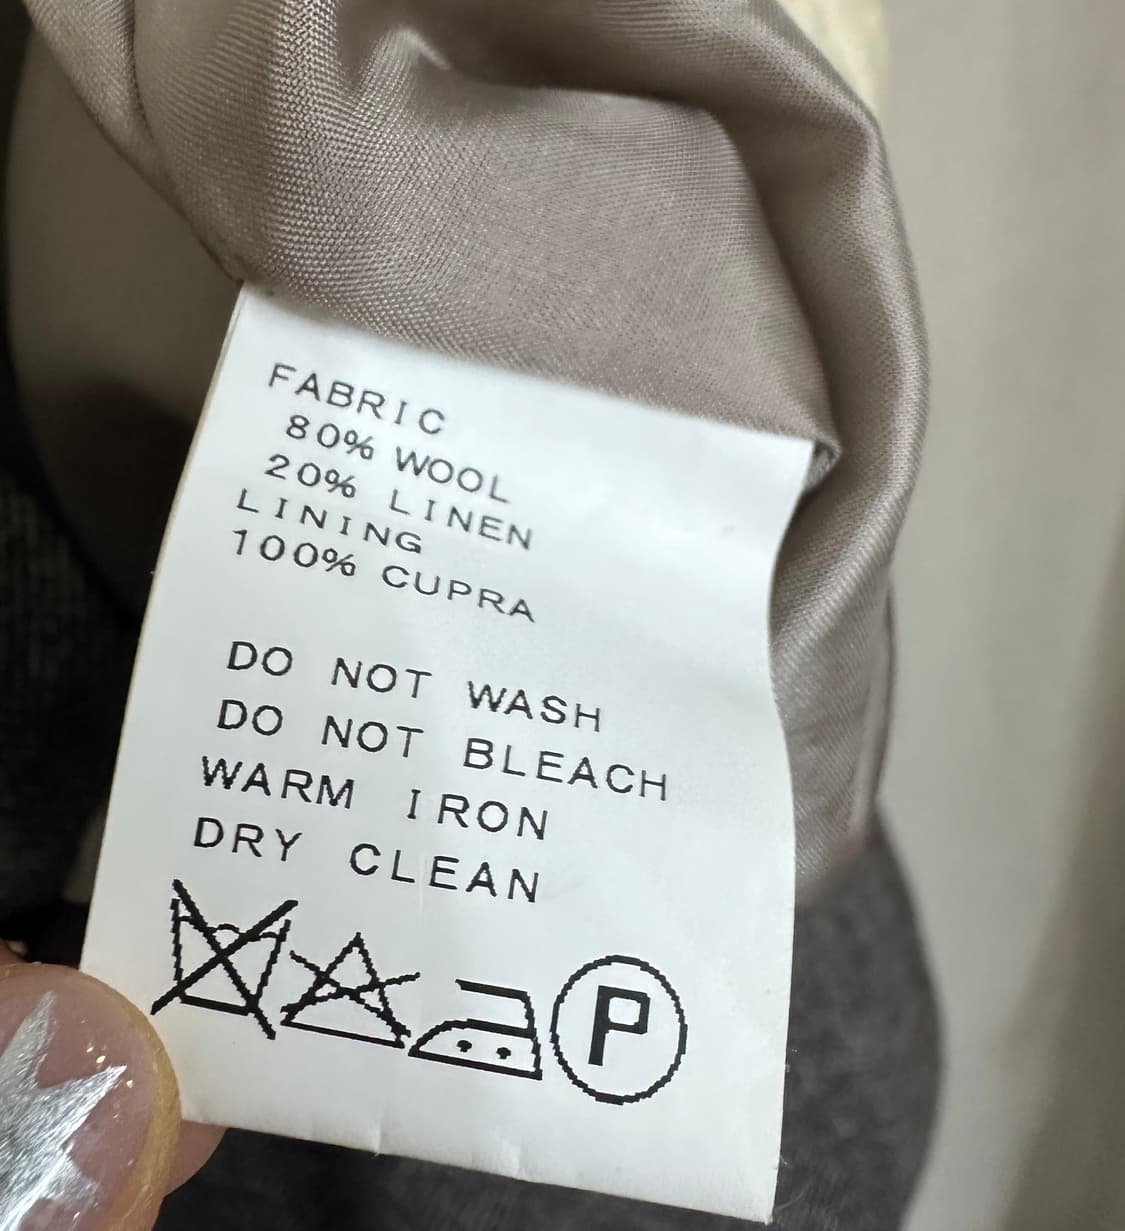 FABRIC
80% WOOL
20% LINEN
LINING
100% CUPRA
DO NOT WASH
DO NOT BLEACH
WARM IRON
DRY CLEAN
P